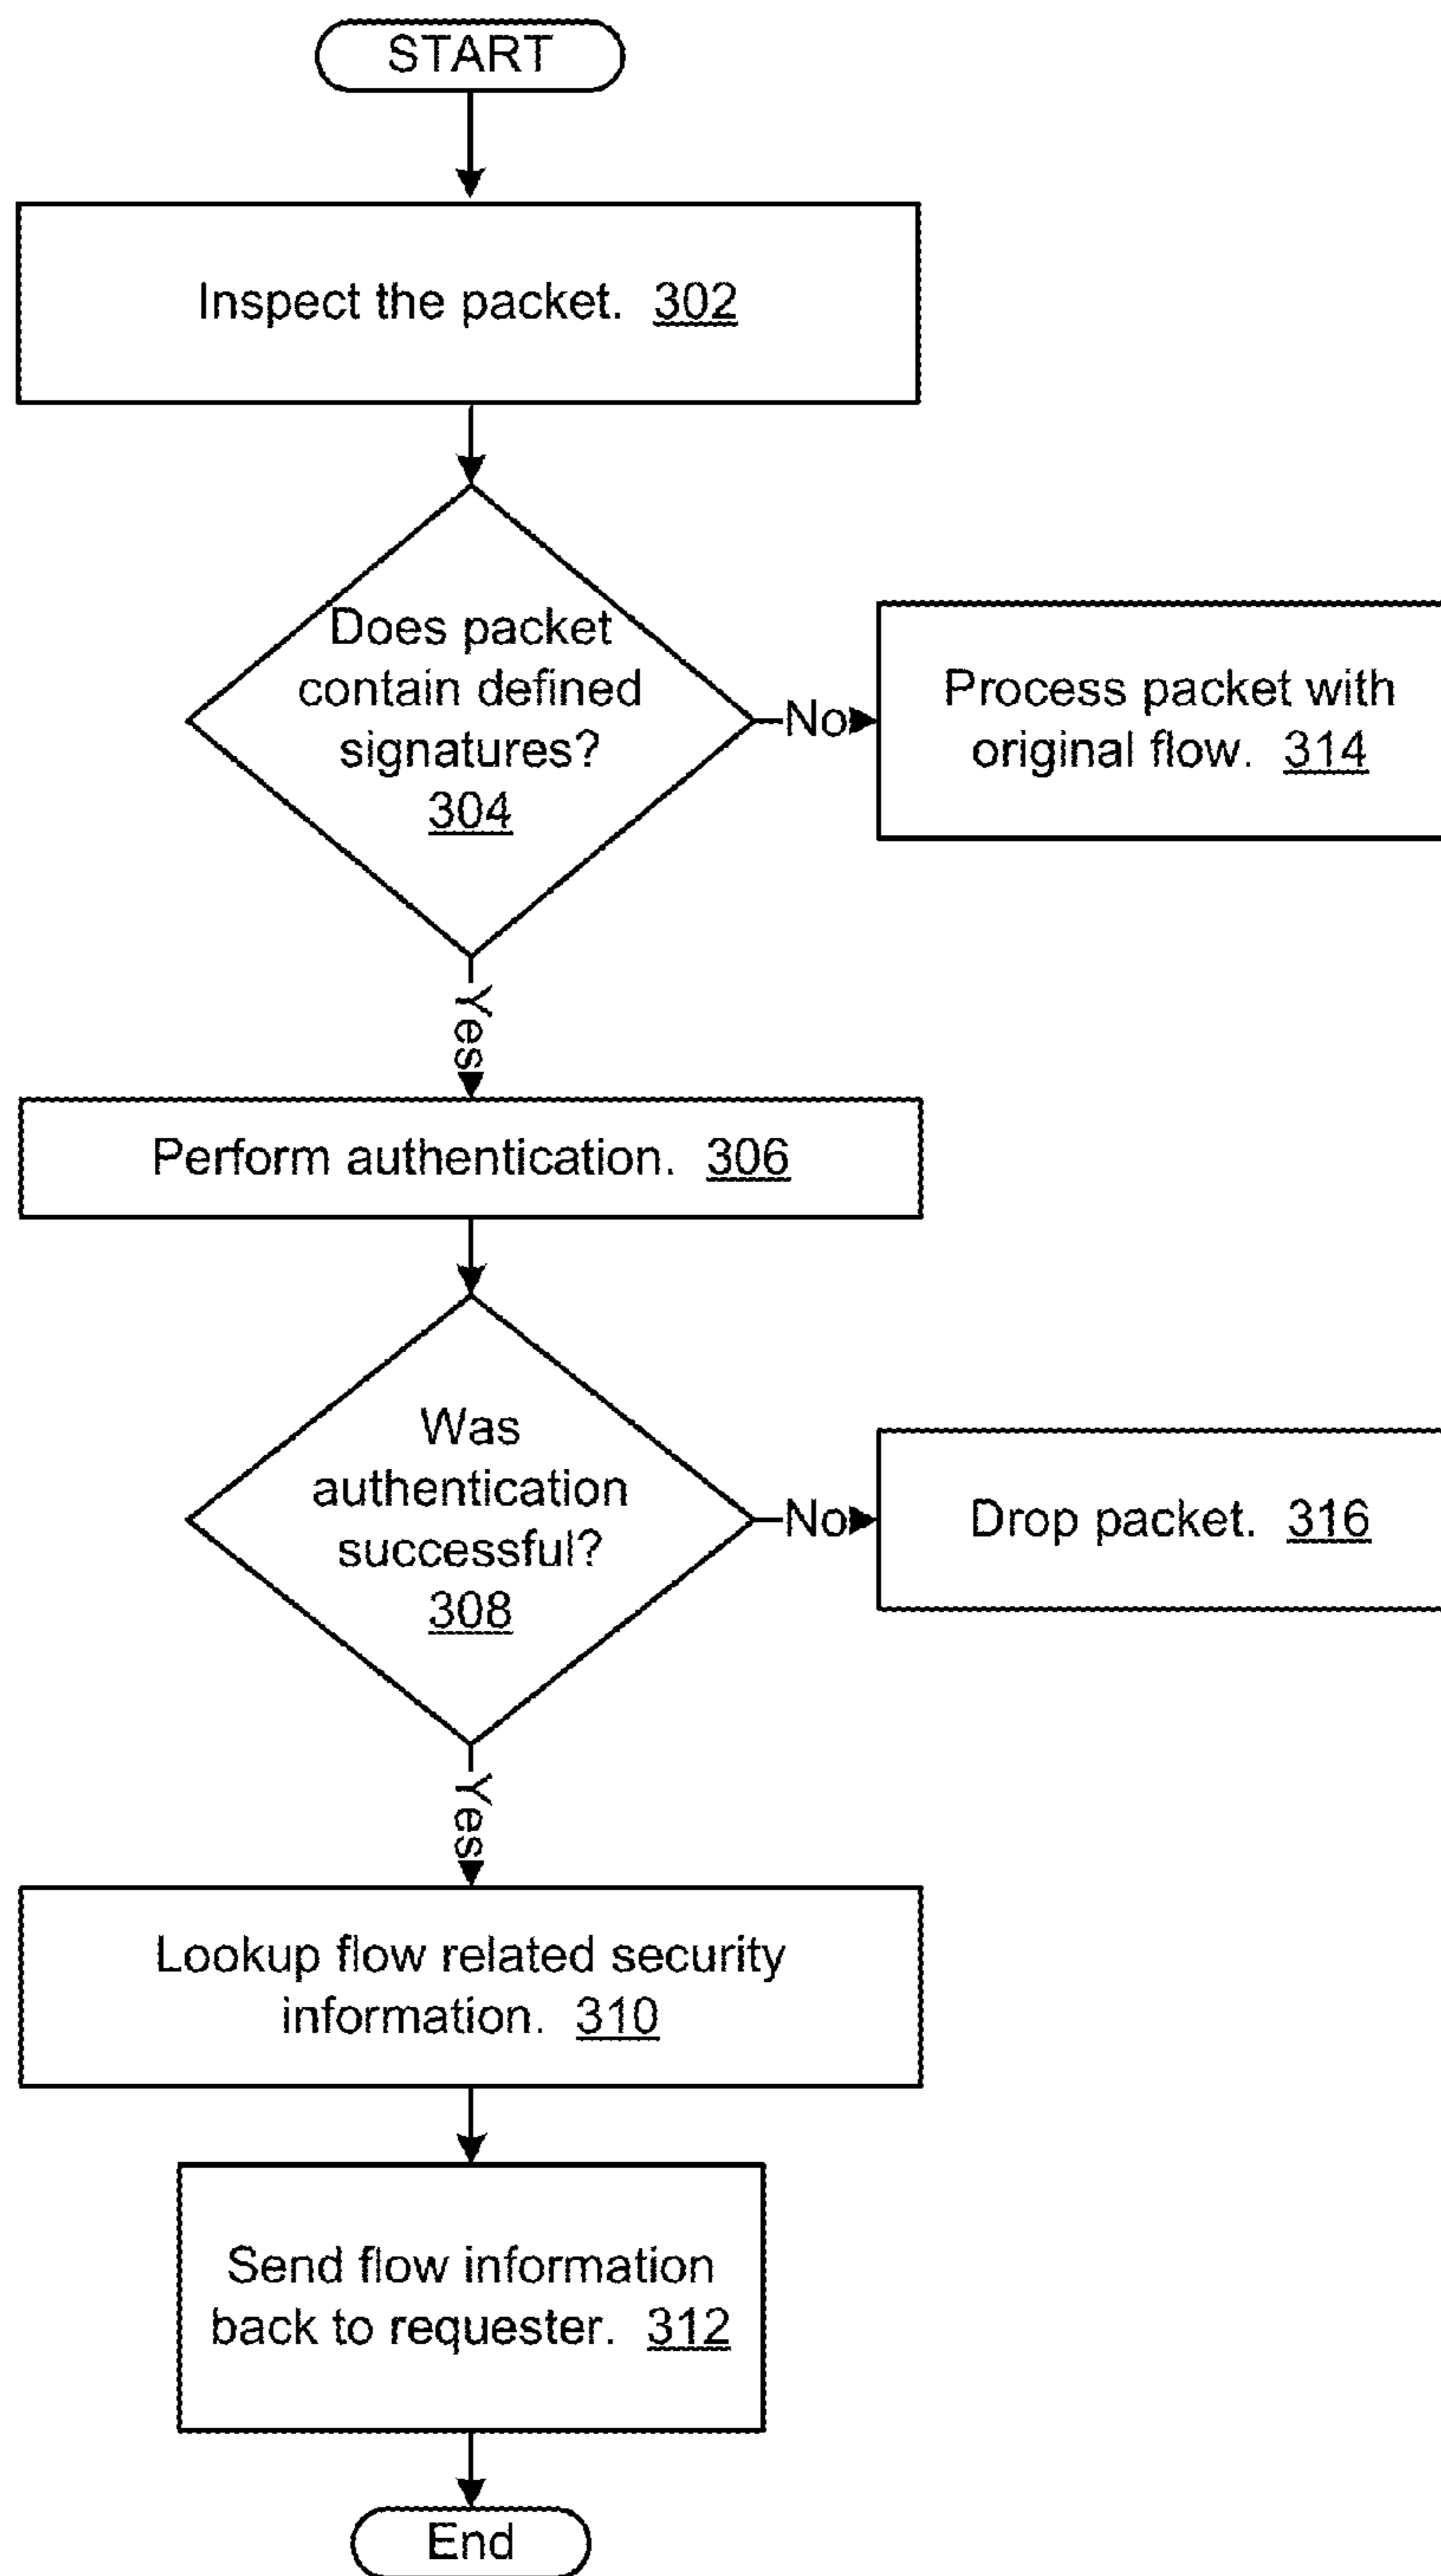 START
Inspect the packet. 302
Does packet
contain defined
signatures?
304
No
Process packet with
original flow. 314
Yes
Perform authentication. 306
Was
authentication
successful?
308
No
Drop packet. 316
Yes
Lookup flow related security
information. 310
Send flow information
back to requester. 312
End